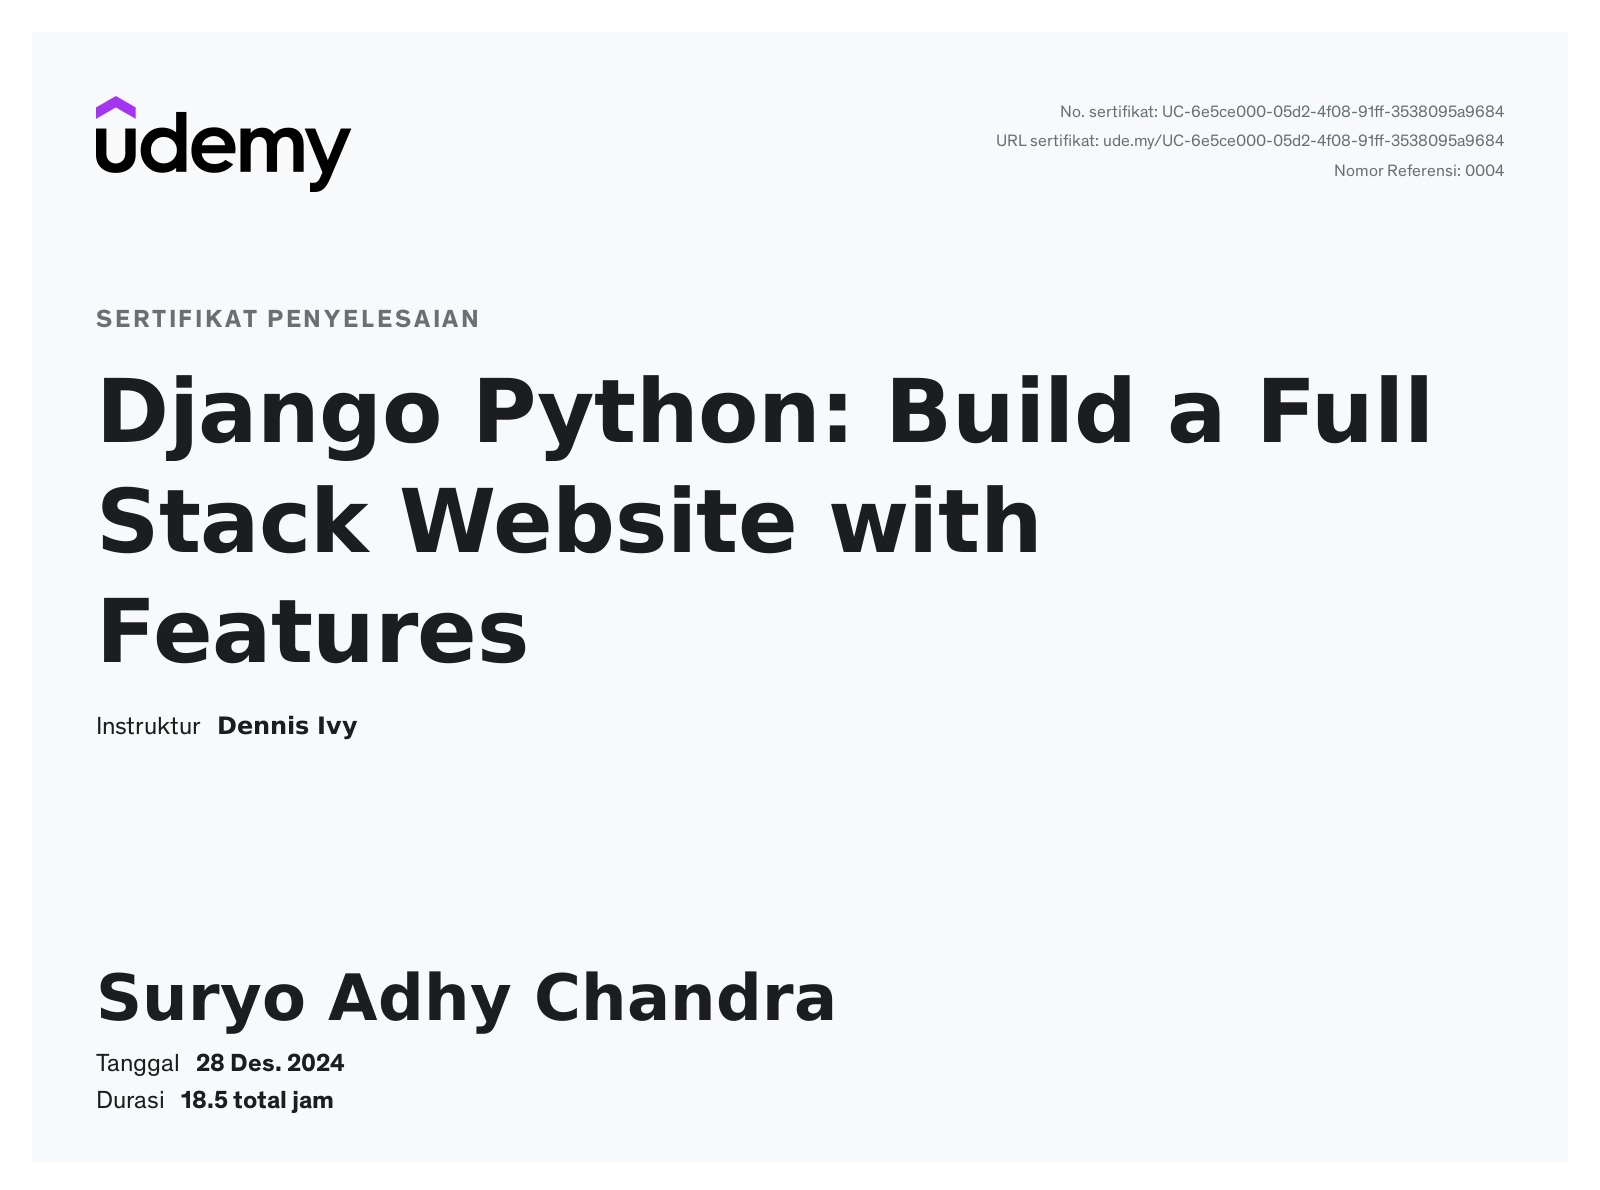 udemy
No. sertifikat: UC-6e5ce000-05d2-4f08-91ff-3538095a9684
URL sertifikat: ude.my/UC-6e5ce000-05d2-4f08-91ff-3538095a9684
Nomor Referensi: 0004
SERTIFIKAT PENYELESAIAN
Django Python: Build a Full
Stack Website with
Features
Instruktur Dennis Ivy
Suryo Adhy Chandra
Tanggal 28 Des. 2024
Durasi 18.5 total jam